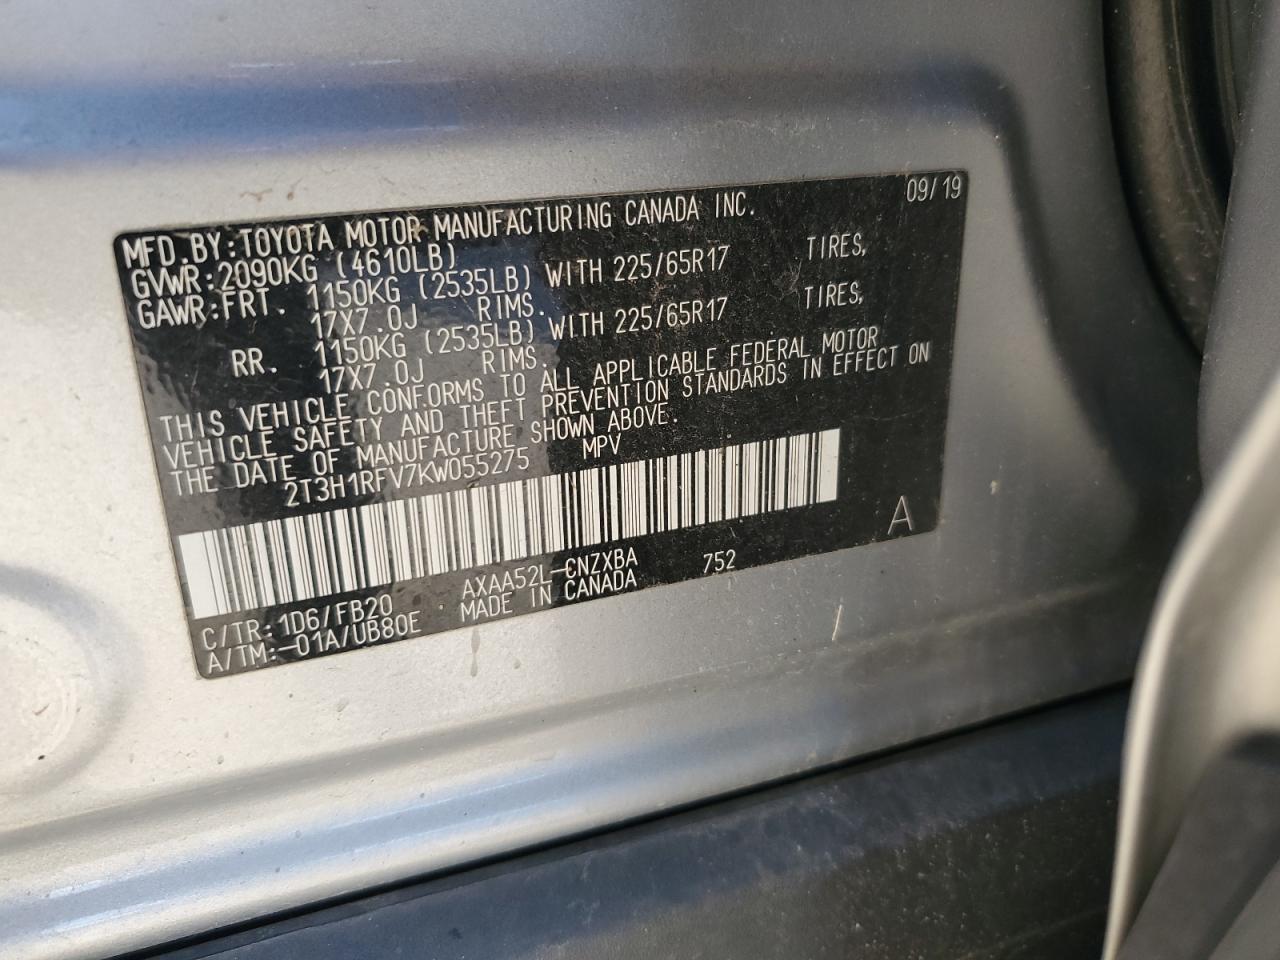 09/19
MFD.BY:TOYOTA MOTOR MANUFACTURING CANADA INC.
GVWR:2090KG (4610LB)
GAWR:FRT. 1150KG (2535LB) WITH 225/65R17 TIRES,
17X7.0J RIMS.
RR. 1150KG (2535LB) WITH 225/65R17 TIRES,
17X7.0J RIMS.
THIS VEHICLE CONFORMS TO ALL APPLICABLE FEDERAL MOTOR
VEHICLE SAFETY AND THEFT PREVENTION STANDARDS IN EFFECT ON
THE DATE OF MANUFACTURE SHOWN ABOVE.
2T3H1RFV7KW055275 MPV
A
C/TR:1D6/FB20 AXAA52L-CNZXBA 752
A/TM:-01A/UB80E MADE IN CANADA